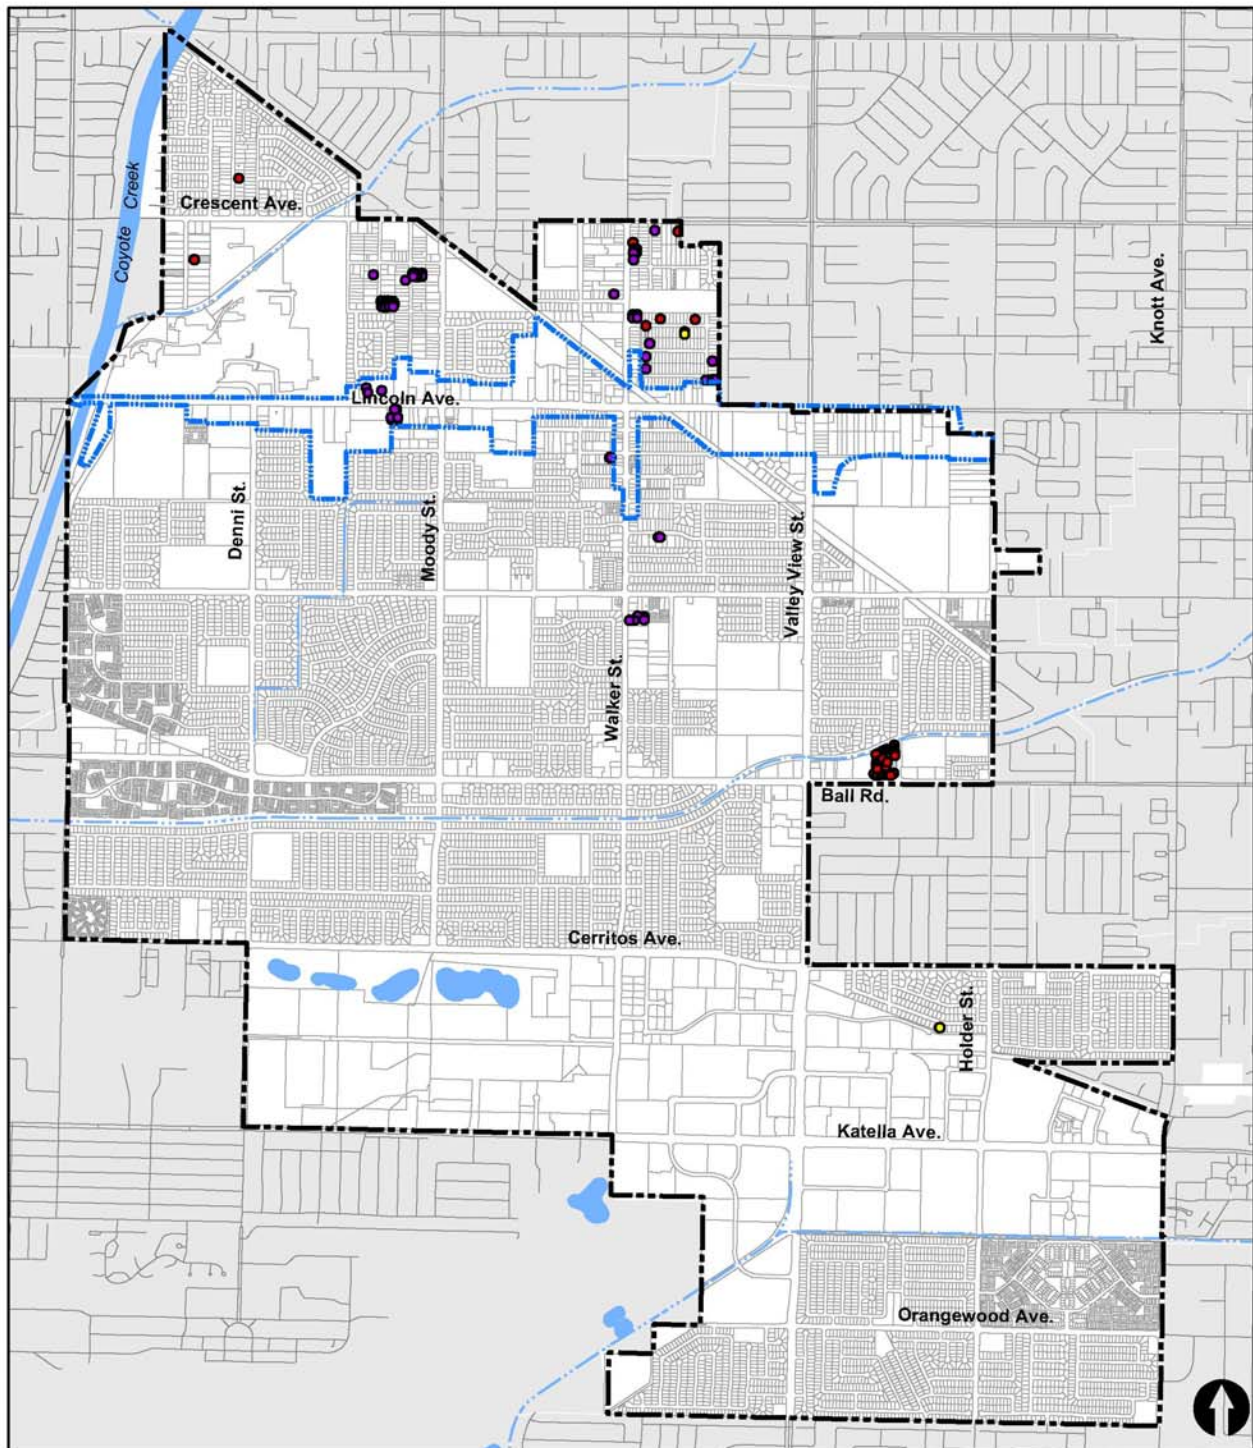 Crescent Ave.
Coyote Creek
Knott Ave.
Lincoln Ave.
Denni St.
Moody St.
Valley View St.
Walker St.
Ball Rd.
Cerritos Ave.
Holder St.
Katella Ave.
Orangewood Ave.